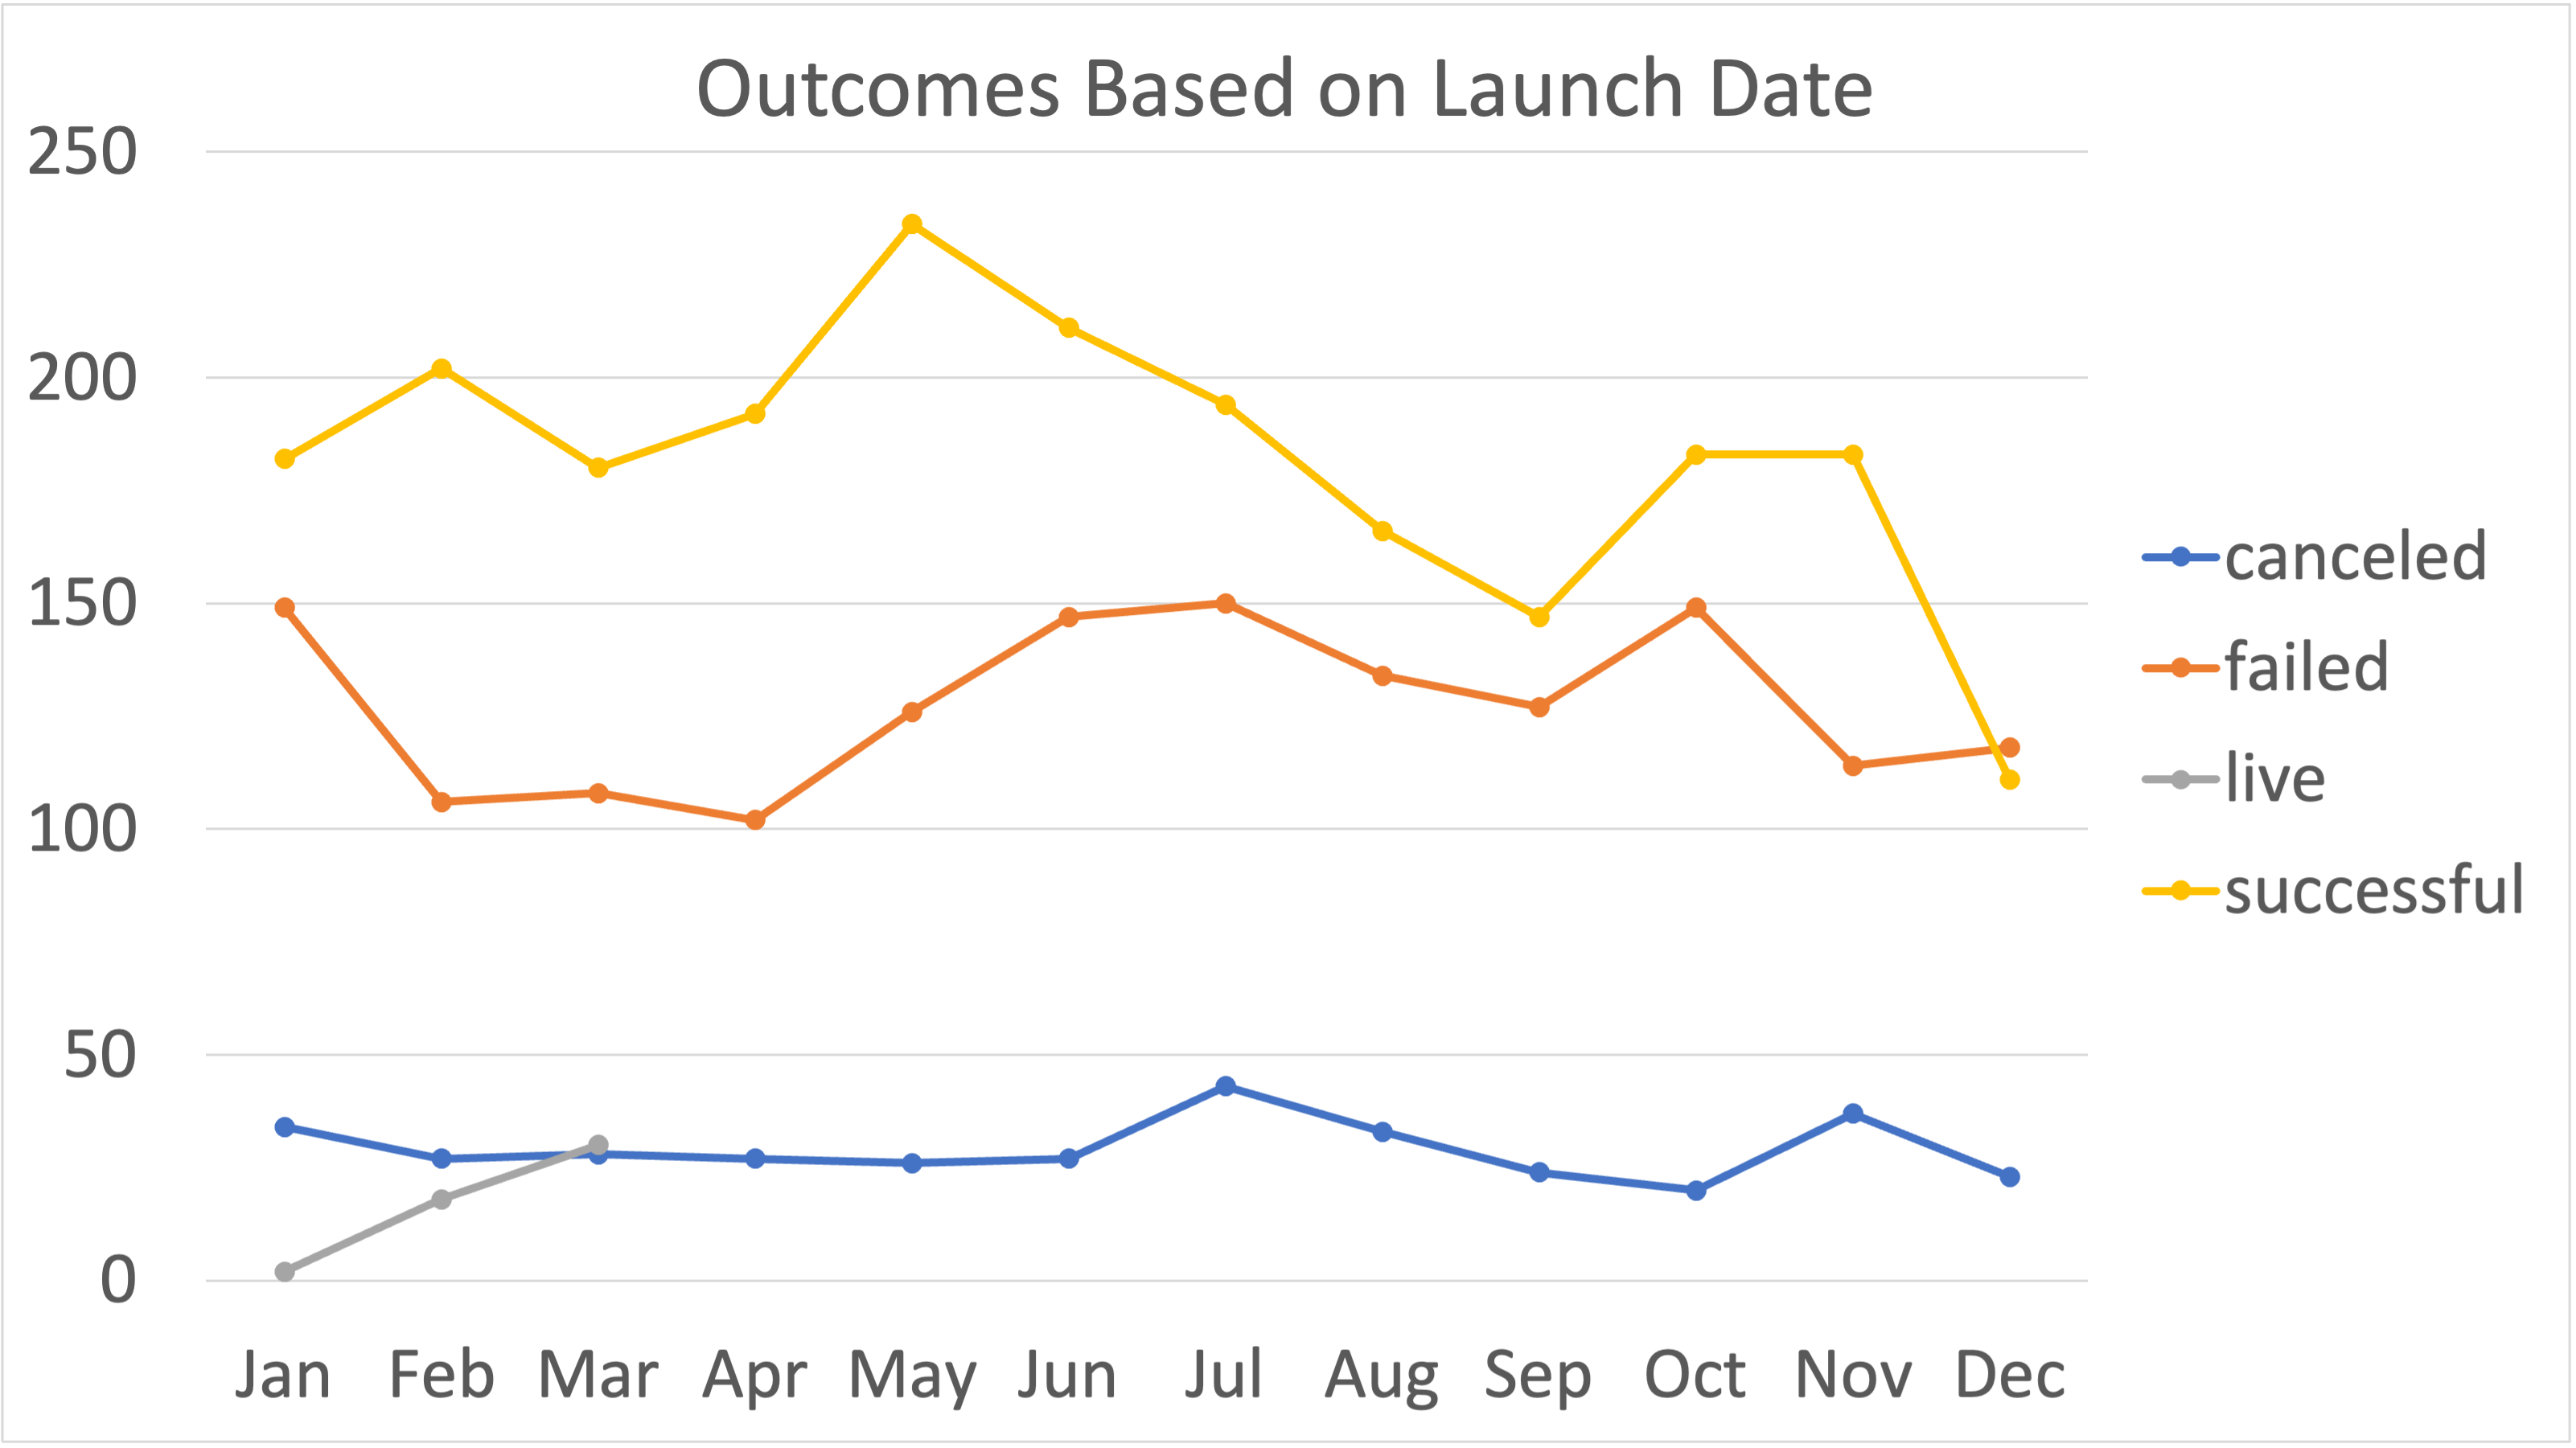 Outcomes Based on Launch Date
250
200
150
100
50
0
Jan Feb Mar Apr May Jun Jul Aug Sep Oct Nov Dec
canceled
failed
live
successful